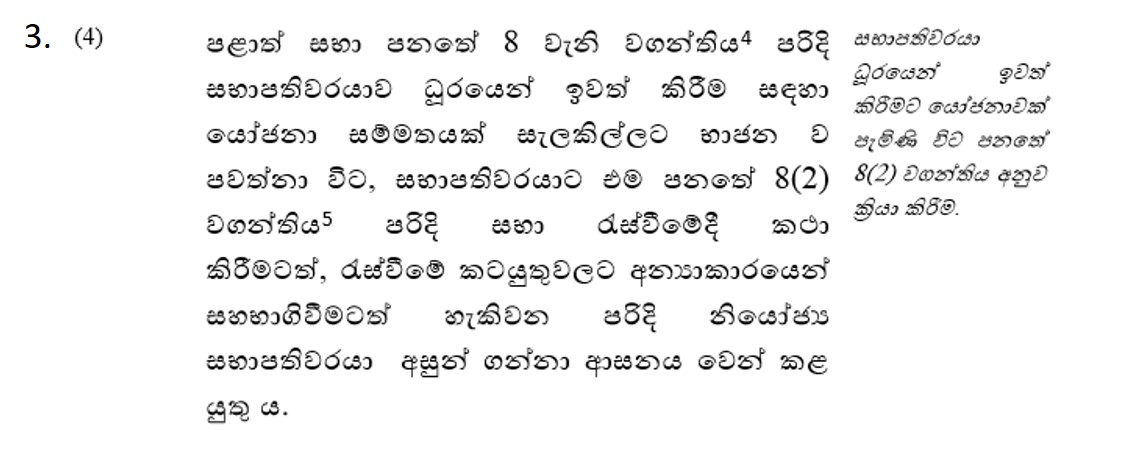 3. (4)
පළාත් සභා පනතේ 8 වැනි වගන්තිය⁴ පරිදි
සභාපතිවරයාව ධූරයෙන් ඉවත් කිරීම සඳහා
යෝජනා සම්මතයක් සැලකිල්ලට භාජන ව
පවත්නා විට, සභාපතිවරයාට එම පනතේ 8(2)
වගන්තිය⁵ පරිදි සභා රැස්වීමේදී කථා
කිරීමටත්, රැස්වීමේ කටයුතුවලට අන්‍යාකාරයෙන්
සහභාගිවීමටත් හැකිවන පරිදි නියෝජ්‍ය
සභාපතිවරයා අසුන් ගන්නා ආසනය වෙන් කළ
යුතු ය.
සභාපතිවරයා
ධූරයෙන් ඉවත්
කිරීමට යෝජනාවක්
පැමිණි විට පනතේ
8(2) වගන්තිය අනුව
ක්‍රියා කිරීම.